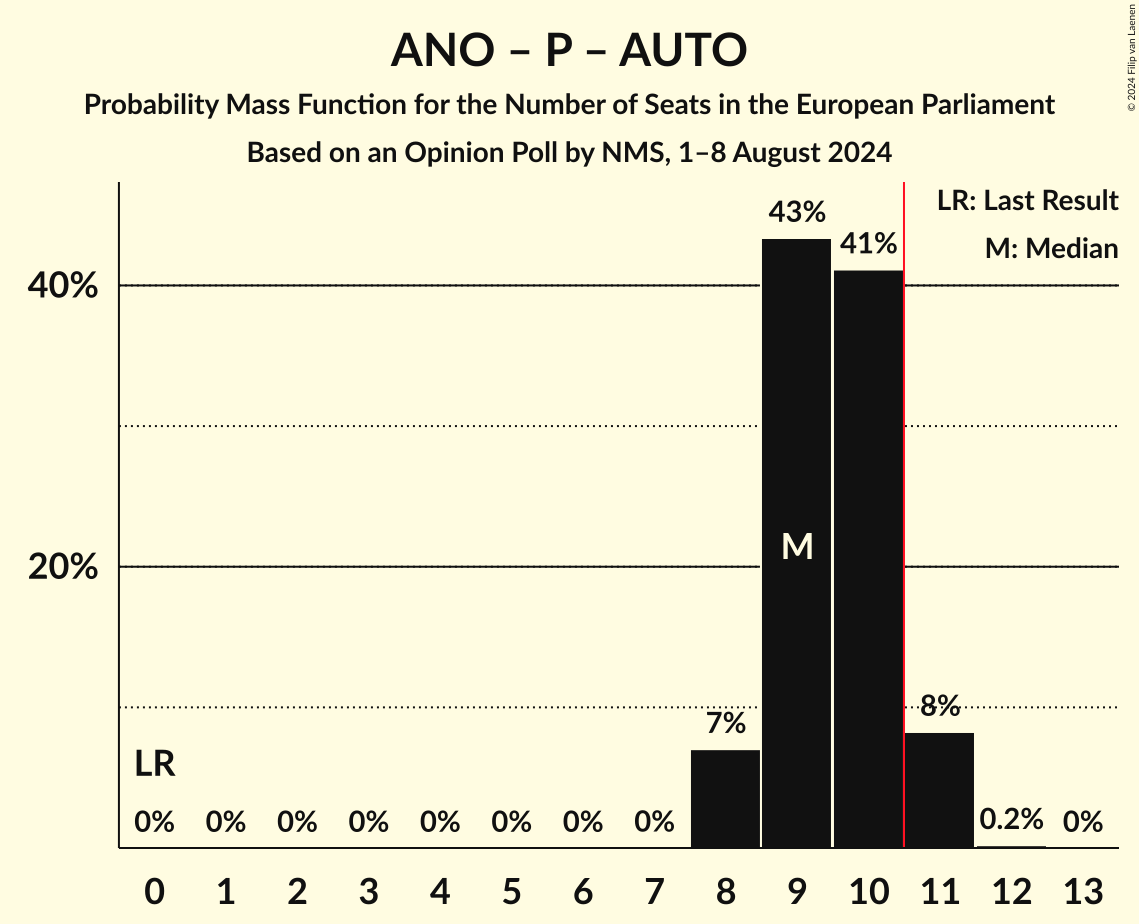 ANO – P – AUTO
Probability Mass Function for the Number of Seats in the European Parliament
Based on an Opinion Poll by NMS, 1–8 August 2024
© 2024 Filip van Laenen
LR: Last Result
M: Median
43%
41%
40%
M
20%
8%
7%
LR
0% 0% 0% 0% 0% 0% 0% 0% 0.2% 0%
0 1 2 3 4 5 6 7 8 9 10 11 12 13